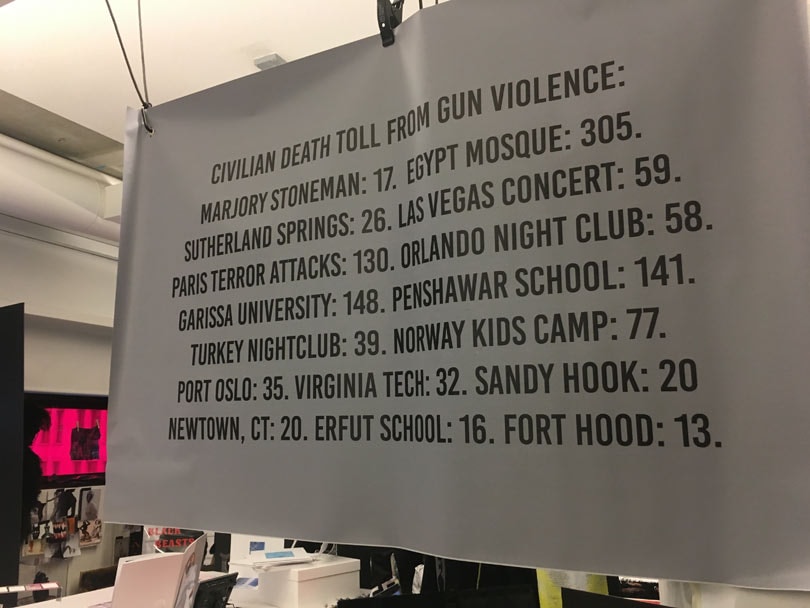 CIVILIAN DEATH TOLL FROM GUN VIOLENCE:
MARJORY STONEMAN: 17. EGYPT MOSQUE: 305.
SUTHERLAND SPRINGS: 26. LAS VEGAS CONCERT: 59.
PARIS TERROR ATTACKS: 130. ORLANDO NIGHT CLUB: 58.
GARISSA UNIVERSITY: 148. PENSHAWAR SCHOOL: 141.
TURKEY NIGHTCLUB: 39. NORWAY KIDS CAMP: 77.
PORT OSLO: 35. VIRGINIA TECH: 32. SANDY HOOK: 20
NEWTOWN, CT: 20. ERFUT SCHOOL: 16. FORT HOOD: 13.
BLACK
BEASTS